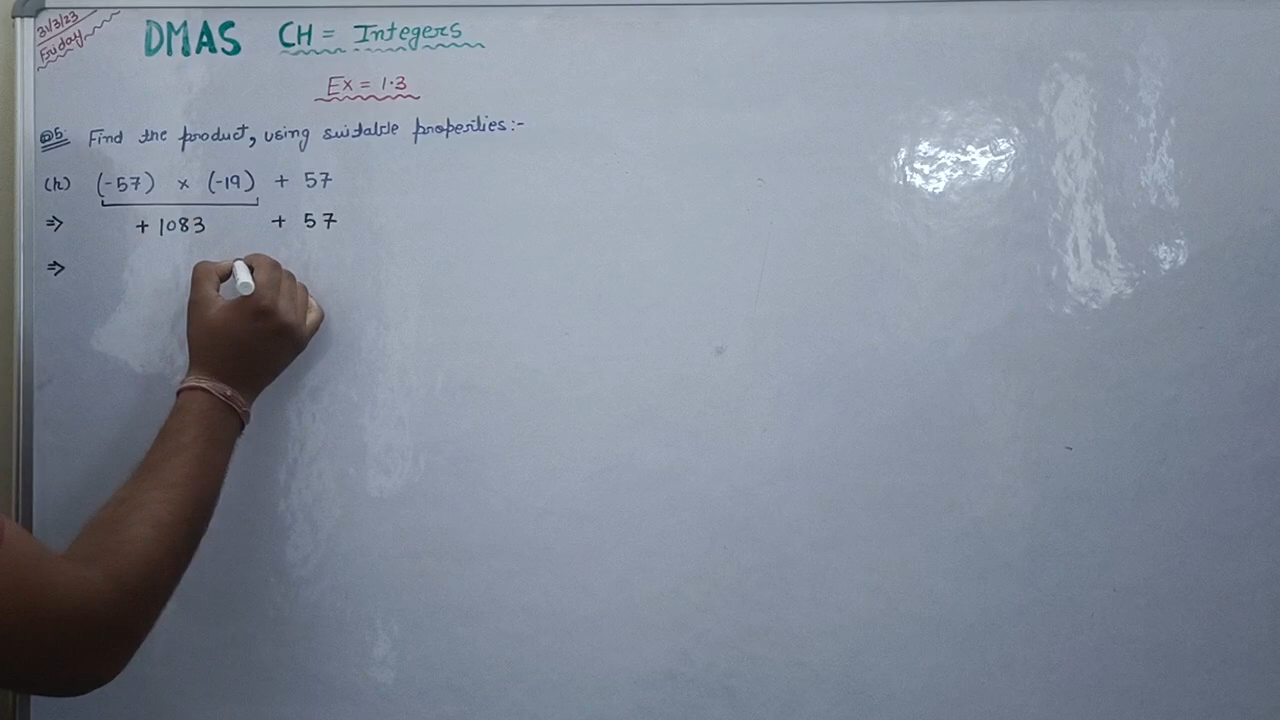 31/3/23
Friday
DMAS CH = Integers
Ex = 1.3
Q5. Find the product, using suitable properties:-
(h) (-57) × (-19) + 57
⇒ +1083 + 57
⇒